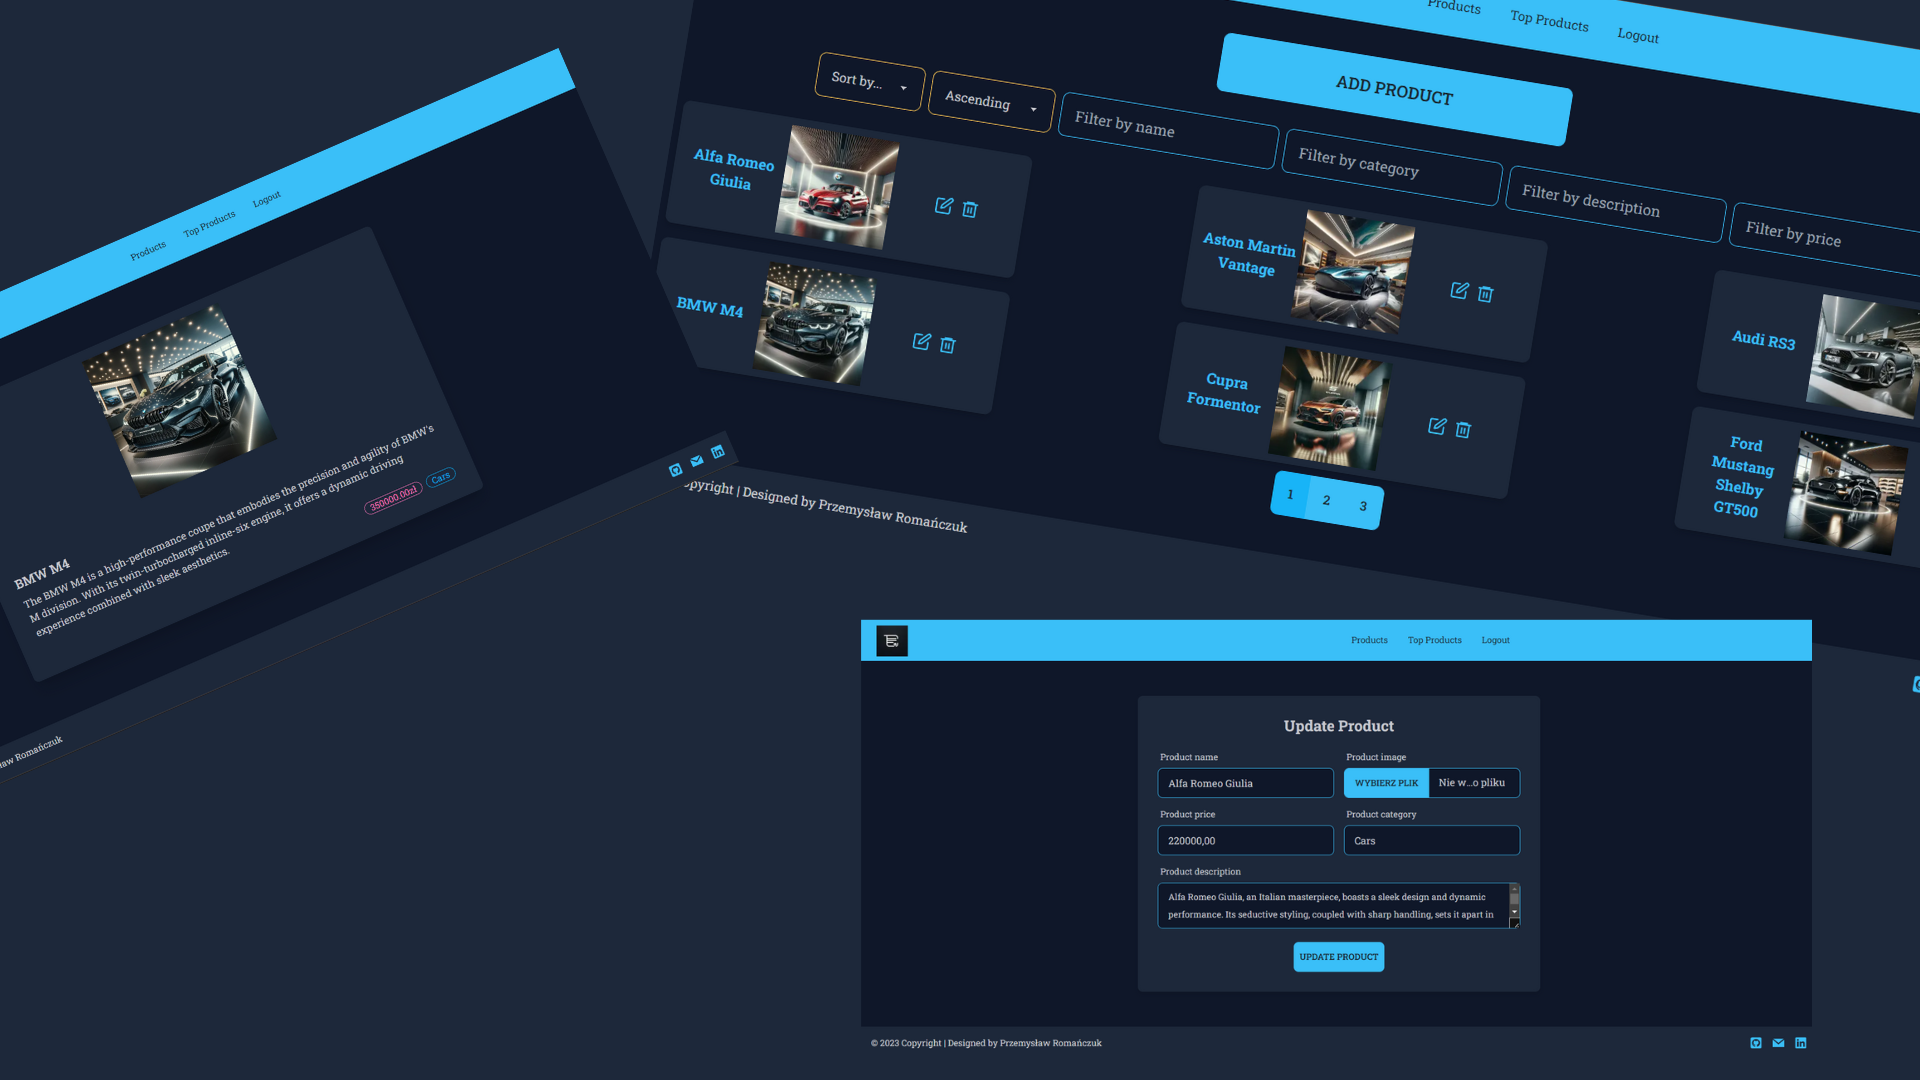 Products
Top Products
Logout
BMW M4
The BMW M4 is a high-performance coupe that embodies the precision and agility of BMW's
M division. With its twin-turbocharged inline-six engine, it offers a dynamic driving
experience combined with sleek aesthetics.
350000.00zł
Cars
Romańczuk
Products
Top Products
Logout
ADD PRODUCT
Sort by...
Ascending
Filter by name
Filter by category
Filter by description
Filter by price
Alfa Romeo
Giulia
Aston Martin
Vantage
Audi RS3
BMW M4
Cupra
Formentor
Ford
Mustang
Shelby
GT500
1 2 3
pyright | Designed by Przemysław Romańczuk
Products
Top Products
Logout
Update Product
Product name
Product image
Alfa Romeo Giulia
WYBIERZ PLIK
Nie w...o pliku
Product price
Product category
220000,00
Cars
Product description
Alfa Romeo Giulia, an Italian masterpiece, boasts a sleek design and dynamic
performance. Its seductive styling, coupled with sharp handling, sets it apart in
UPDATE PRODUCT
© 2023 Copyright | Designed by Przemysław Romańczuk